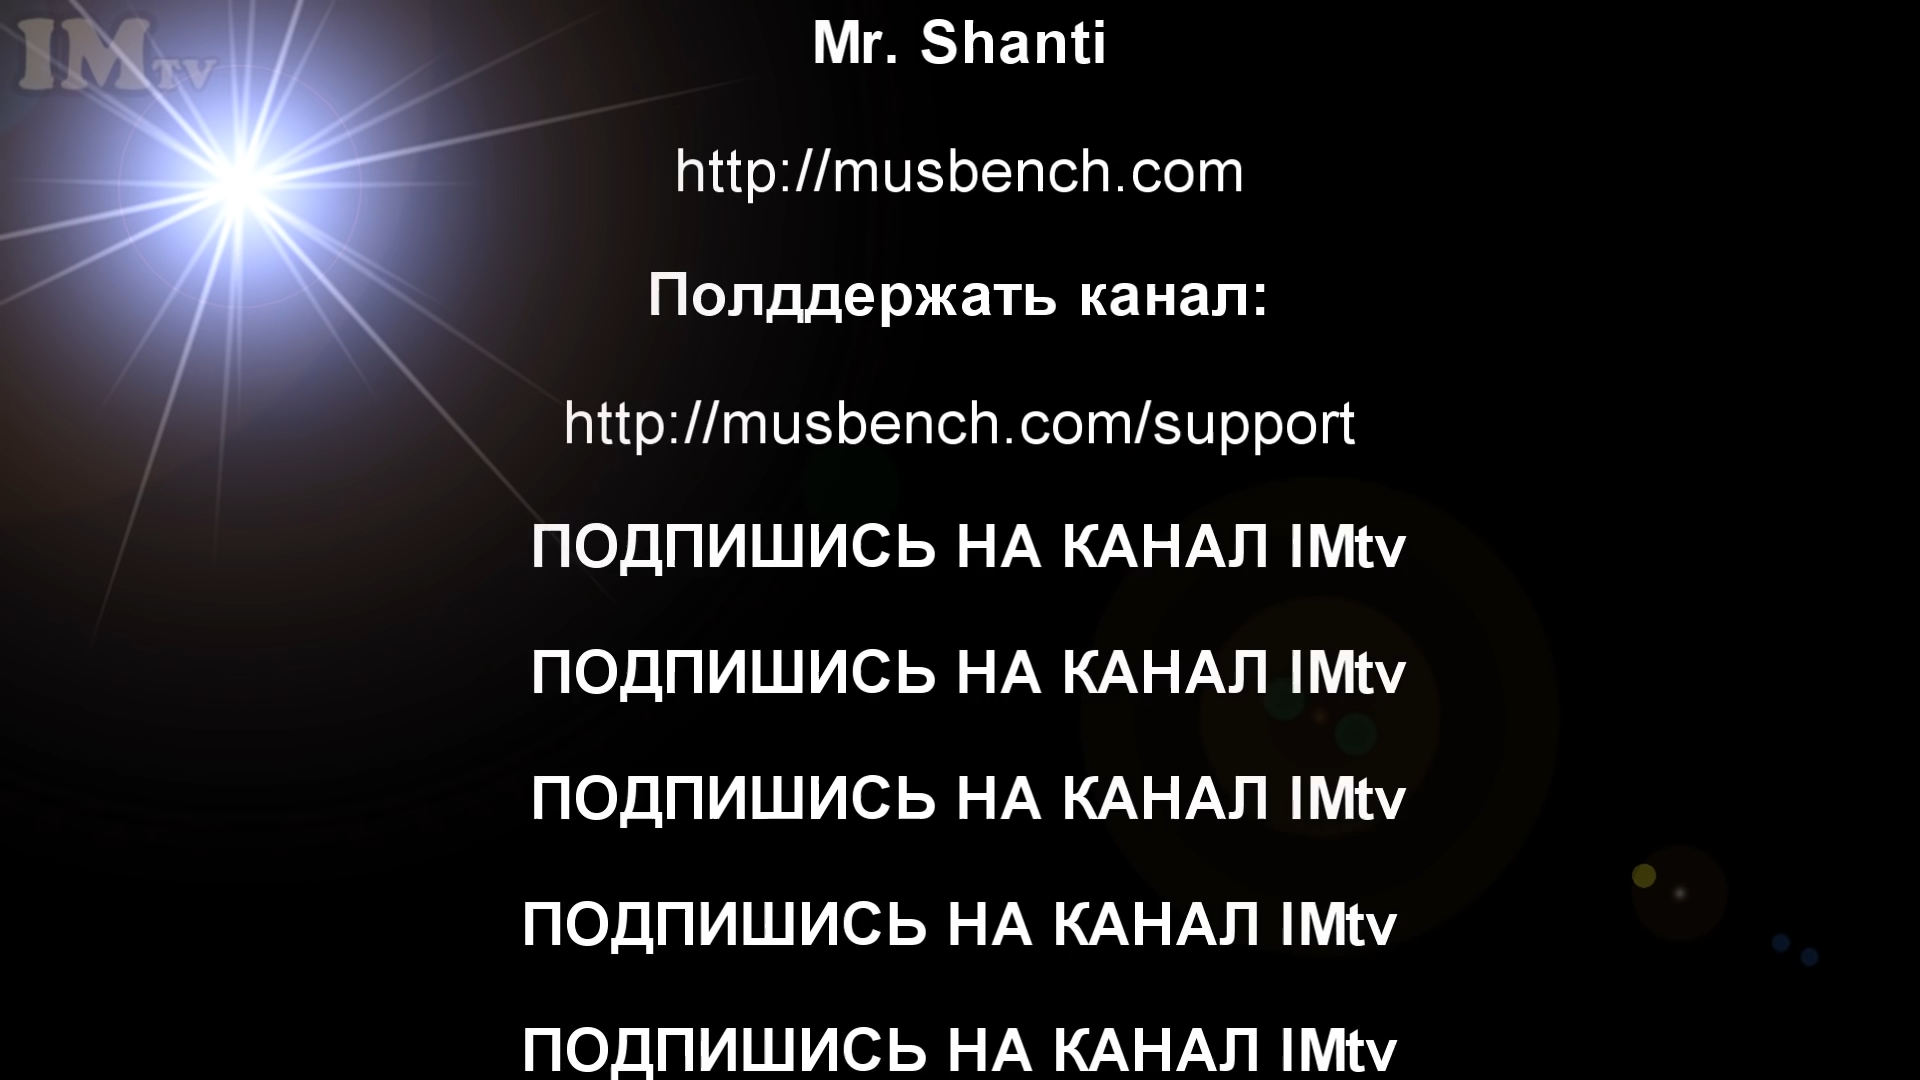 IMTV
Mr. Shanti
http://musbench.com
Полддержать канал:
http://musbench.com/support
ПОДПИШИСЬ НА КАНАЛ IMtv
ПОДПИШИСЬ НА КАНАЛ IMtv
ПОДПИШИСЬ НА КАНАЛ IMtv
ПОДПИШИСЬ НА КАНАЛ IMtv
ПОДПИШИСЬ НА КАНАЛ IMtv